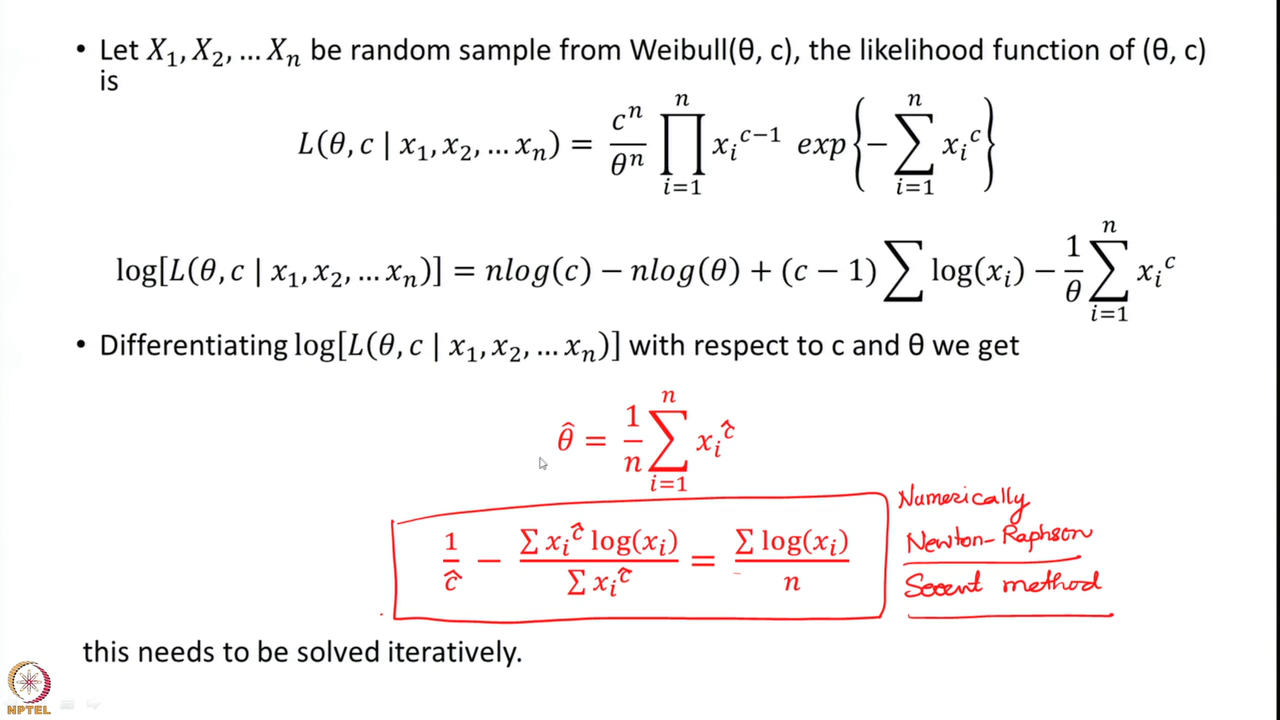 • Let X₁, X₂, … Xₙ be random sample from Weibull(θ, c), the likelihood function of (θ, c)
is
L(θ, c | x₁, x₂, … xₙ) = cⁿ/θⁿ ∏ᵢ₌₁ⁿ xᵢ^(c−1) exp{−∑ᵢ₌₁ⁿ xᵢ^c}
log[L(θ, c | x₁, x₂, … xₙ)] = nlog(c) − nlog(θ) + (c − 1) ∑ log(xᵢ) − 1/θ ∑ᵢ₌₁ⁿ xᵢ^c
• Differentiating log[L(θ, c | x₁, x₂, … xₙ)] with respect to c and θ we get
θ̂ = 1/n ∑ᵢ₌₁ⁿ xᵢ^ĉ
Numerically
Newton-Raphson
1/ĉ − ∑ xᵢ^ĉ log(xᵢ)/∑ xᵢ^ĉ = ∑ log(xᵢ)/n
Secent method
this needs to be solved iteratively.
NPTEL